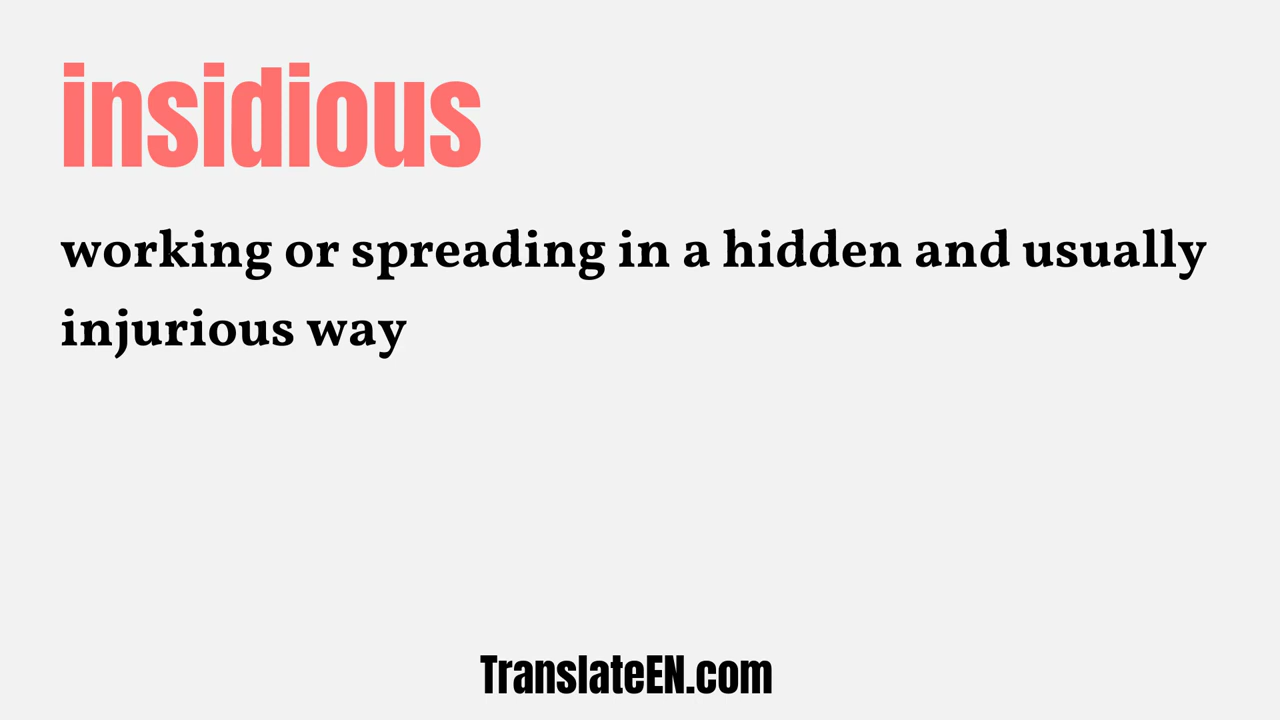 insidious
working or spreading in a hidden and usually
injurious way
TranslateEN.com